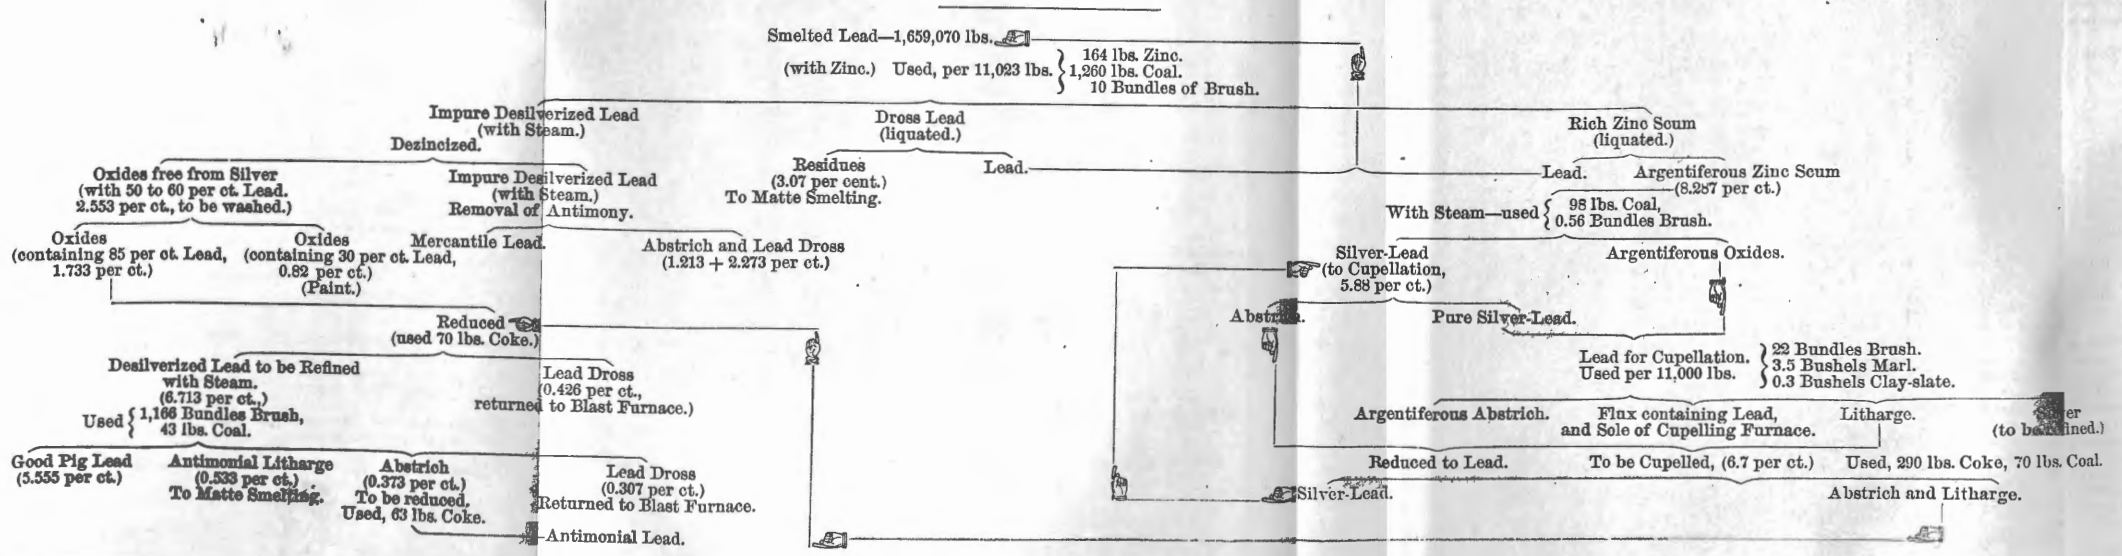 Smelted Lead—1,659,070 lbs.
(with Zinc.) Used, per 11,023 lbs.
164 lbs. Zinc.
1,260 lbs. Coal.
10 Bundles of Brush.
Impure Desilverized Lead
(with Steam.)
Dezincized.
Dross Lead
(liquated.)
Rich Zinc Scum
(liquated.)
Oxides free from Silver
(with 50 to 60 per ct. Lead.
2.553 per ct., to be washed.)
Impure Desilverized Lead
(with Steam.)
Removal of Antimony.
Residues
(3.07 per cent.)
To Matte Smelting.
Lead.
Lead.
Argentiferous Zinc Scum
(8.287 per ct.)
With Steam—used
98 lbs. Coal,
0.56 Bundles Brush.
Oxides
(containing 85 per ct. Lead,
1.733 per ct.)
Oxides
(containing 30 per ct. Lead,
0.82 per ct.)
(Paint.)
Mercantile Lead.
Abstrich and Lead Dross
(1.213 + 2.273 per ct.)
Silver-Lead
(to Cupellation,
5.88 per ct.)
Argentiferous Oxides.
Abstrich.
Pure Silver-Lead.
Reduced
(used 70 lbs. Coke.)
Lead for Cupellation.
Used per 11,000 lbs.
22 Bundles Brush.
3.5 Bushels Marl.
0.3 Bushels Clay-slate.
Desilverized Lead to be Refined
with Steam.
(6.713 per ct.,)
Used
1,166 Bundles Brush,
43 lbs. Coal.
Lead Dross
(0.426 per ct.,
returned to Blast Furnace.)
Argentiferous Abstrich.
Flux containing Lead,
and Sole of Cupelling Furnace.
Litharge.
Silver
(to be refined.)
Good Pig Lead
(5.555 per ct.)
Antimonial Litharge
(0.533 per ct.)
To Matte Smelting.
Abstrich
(0.373 per ct.)
To be reduced.
Used, 63 lbs. Coke.
Lead Dross
(0.307 per ct.)
Returned to Blast Furnace.
Reduced to Lead.
To be Cupelled, (6.7 per ct.)
Used, 290 lbs. Coke, 70 lbs. Coal.
Silver-Lead.
Abstrich and Litharge.
Antimonial Lead.